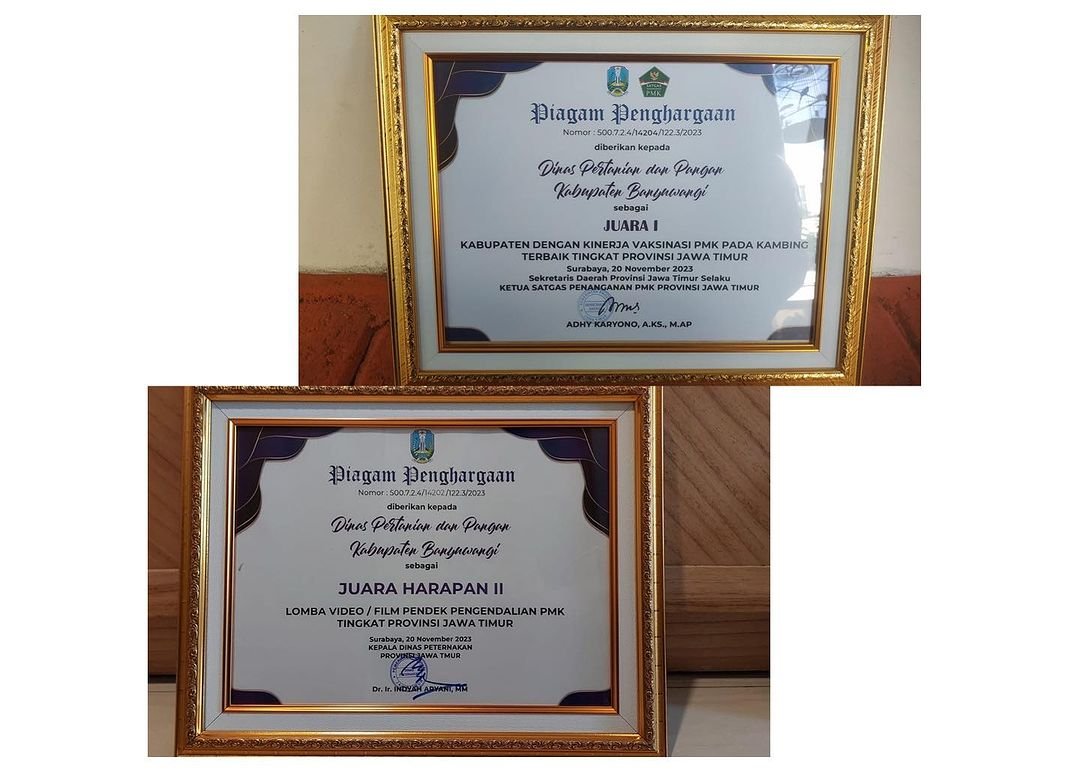 SATGAS
PMK
Piagam Penghargaan
Nomor : 500.7.2.4/14204/122.3/2023
diberikan kepada
Dinas Pertanian dan Pangan
Kabupaten Banyuwangi
sebagai
JUARA I
KABUPATEN DENGAN KINERJA VAKSINASI PMK PADA KAMBING
TERBAIK TINGKAT PROVINSI JAWA TIMUR
Surabaya, 20 November 2023
Sekretaris Daerah Provinsi Jawa Timur Selaku
KETUA SATGAS PENANGANAN PMK PROVINSI JAWA TIMUR
ADHY KARYONO, A.KS., M.AP
Piagam Penghargaan
Nomor : 500.7.2.4/14202/122.3/2023
diberikan kepada
Dinas Pertanian dan Pangan
Kabupaten Banyuwangi
sebagai
JUARA HARAPAN II
LOMBA VIDEO / FILM PENDEK PENGENDALIAN PMK
TINGKAT PROVINSI JAWA TIMUR
Surabaya, 20 November 2023
KEPALA DINAS PETERNAKAN
PROVINSI JAWA TMUR
Dr. Ir. INDYAH ARYANI, MM